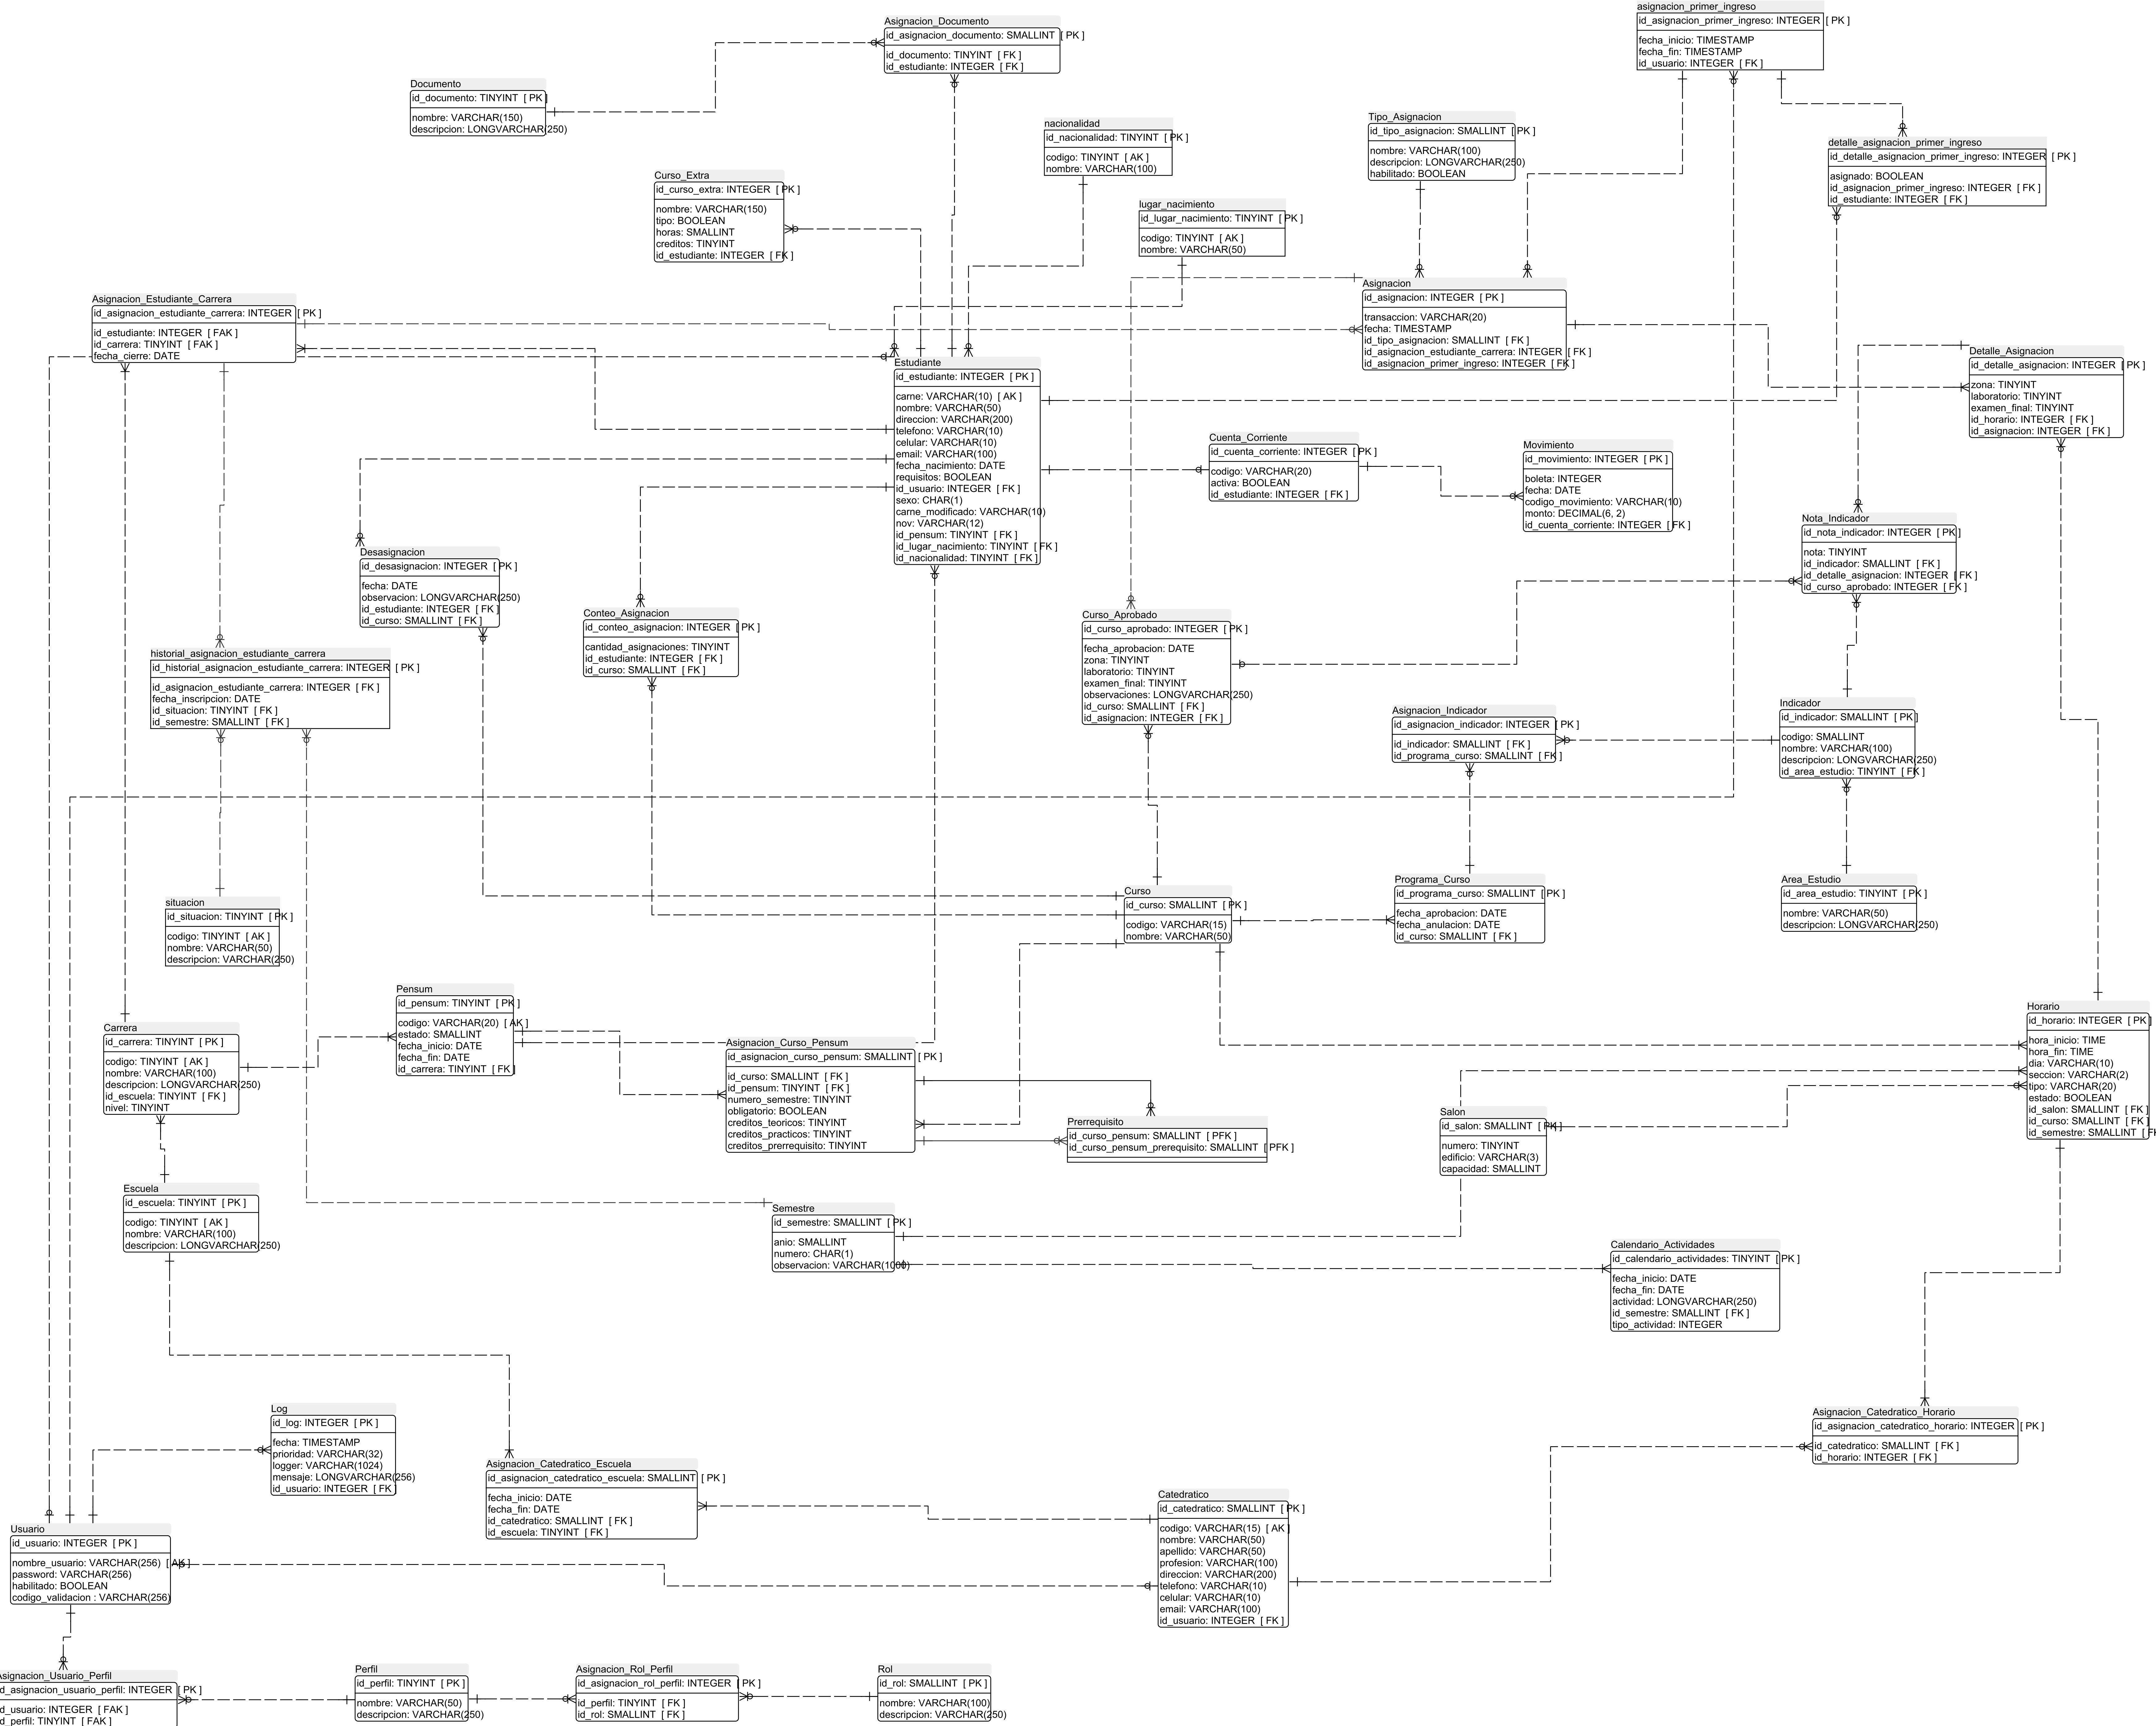 Asignacion_Documento
id_asignacion_documento: SMALLINT [ PK ]
id_documento: TINYINT [ FK ]
id_estudiante: INTEGER [ FK ]
asignacion_primer_ingreso
id_asignacion_primer_ingreso: INTEGER [ PK ]
fecha_inicio: TIMESTAMP
fecha_fin: TIMESTAMP
id_usuario: INTEGER [ FK ]
Documento
id_documento: TINYINT [ PK ]
nombre: VARCHAR(150)
descripcion: LONGVARCHAR(250)
nacionalidad
id_nacionalidad: TINYINT [ PK ]
codigo: TINYINT [ AK ]
nombre: VARCHAR(100)
Tipo_Asignacion
id_tipo_asignacion: SMALLINT [ PK ]
nombre: VARCHAR(100)
descripcion: LONGVARCHAR(250)
habilitado: BOOLEAN
detalle_asignacion_primer_ingreso
id_detalle_asignacion_primer_ingreso: INTEGER [ PK ]
asignado: BOOLEAN
id_asignacion_primer_ingreso: INTEGER [ FK ]
id_estudiante: INTEGER [ FK ]
Curso_Extra
id_curso_extra: INTEGER [ PK ]
nombre: VARCHAR(150)
tipo: BOOLEAN
horas: SMALLINT
creditos: TINYINT
id_estudiante: INTEGER [ FK ]
lugar_nacimiento
id_lugar_nacimiento: TINYINT [ PK ]
codigo: TINYINT [ AK ]
nombre: VARCHAR(50)
Asignacion
id_asignacion: INTEGER [ PK ]
transaccion: VARCHAR(20)
fecha: TIMESTAMP
id_tipo_asignacion: SMALLINT [ FK ]
id_asignacion_estudiante_carrera: INTEGER [ FK ]
id_asignacion_primer_ingreso: INTEGER [ FK ]
Asignacion_Estudiante_Carrera
id_asignacion_estudiante_carrera: INTEGER [ PK ]
id_estudiante: INTEGER [ FAK ]
id_carrera: TINYINT [ FAK ]
fecha_cierre: DATE
Estudiante
id_estudiante: INTEGER [ PK ]
carne: VARCHAR(10) [ AK ]
nombre: VARCHAR(50)
direccion: VARCHAR(200)
telefono: VARCHAR(10)
celular: VARCHAR(10)
email: VARCHAR(100)
fecha_nacimiento: DATE
requisitos: BOOLEAN
id_usuario: INTEGER [ FK ]
sexo: CHAR(1)
carne_modificado: VARCHAR(10)
nov: VARCHAR(12)
id_pensum: TINYINT [ FK ]
id_lugar_nacimiento: TINYINT [ FK ]
id_nacionalidad: TINYINT [ FK ]
Detalle_Asignacion
id_detalle_asignacion: INTEGER [ PK ]
zona: TINYINT
laboratorio: TINYINT
examen_final: TINYINT
id_horario: INTEGER [ FK ]
id_asignacion: INTEGER [ FK ]
Cuenta_Corriente
id_cuenta_corriente: INTEGER [ PK ]
codigo: VARCHAR(20)
activa: BOOLEAN
id_estudiante: INTEGER [ FK ]
Movimiento
id_movimiento: INTEGER [ PK ]
boleta: INTEGER
fecha: DATE
codigo_movimiento: VARCHAR(10)
monto: DECIMAL(6, 2)
id_cuenta_corriente: INTEGER [ FK ]
Nota_Indicador
id_nota_indicador: INTEGER [ PK ]
nota: TINYINT
id_indicador: SMALLINT [ FK ]
id_detalle_asignacion: INTEGER [ FK ]
id_curso_aprobado: INTEGER [ FK ]
Desasignacion
id_desasignacion: INTEGER [ PK ]
fecha: DATE
observacion: LONGVARCHAR(250)
id_estudiante: INTEGER [ FK ]
id_curso: SMALLINT [ FK ]
Conteo_Asignacion
id_conteo_asignacion: INTEGER [ PK ]
cantidad_asignaciones: TINYINT
id_estudiante: INTEGER [ FK ]
id_curso: SMALLINT [ FK ]
Curso_Aprobado
id_curso_aprobado: INTEGER [ PK ]
fecha_aprobacion: DATE
zona: TINYINT
laboratorio: TINYINT
examen_final: TINYINT
observaciones: LONGVARCHAR(250)
id_curso: SMALLINT [ FK ]
id_asignacion: INTEGER [ FK ]
historial_asignacion_estudiante_carrera
id_historial_asignacion_estudiante_carrera: INTEGER [ PK ]
id_asignacion_estudiante_carrera: INTEGER [ FK ]
fecha_inscripcion: DATE
id_situacion: TINYINT [ FK ]
id_semestre: SMALLINT [ FK ]
Asignacion_Indicador
id_asignacion_indicador: INTEGER [ PK ]
id_indicador: SMALLINT [ FK ]
id_programa_curso: SMALLINT [ FK ]
Indicador
id_indicador: SMALLINT [ PK ]
codigo: SMALLINT
nombre: VARCHAR(100)
descripcion: LONGVARCHAR(250)
id_area_estudio: TINYINT [ FK ]
situacion
id_situacion: TINYINT [ PK ]
codigo: TINYINT [ AK ]
nombre: VARCHAR(50)
descripcion: VARCHAR(250)
Curso
id_curso: SMALLINT [ PK ]
codigo: VARCHAR(15)
nombre: VARCHAR(50)
Programa_Curso
id_programa_curso: SMALLINT [ PK ]
fecha_aprobacion: DATE
fecha_anulacion: DATE
id_curso: SMALLINT [ FK ]
Area_Estudio
id_area_estudio: TINYINT [ PK ]
nombre: VARCHAR(50)
descripcion: LONGVARCHAR(250)
Pensum
id_pensum: TINYINT [ PK ]
codigo: VARCHAR(20) [ AK ]
estado: SMALLINT
fecha_inicio: DATE
fecha_fin: DATE
id_carrera: TINYINT [ FK ]
Carrera
id_carrera: TINYINT [ PK ]
codigo: TINYINT [ AK ]
nombre: VARCHAR(100)
descripcion: LONGVARCHAR(250)
id_escuela: TINYINT [ FK ]
nivel: TINYINT
Asignacion_Curso_Pensum
id_asignacion_curso_pensum: SMALLINT [ PK ]
id_curso: SMALLINT [ FK ]
id_pensum: TINYINT [ FK ]
numero_semestre: TINYINT
obligatorio: BOOLEAN
creditos_teoricos: TINYINT
creditos_practicos: TINYINT
creditos_prerrequisito: TINYINT
Prerrequisito
id_curso_pensum: SMALLINT [ PFK ]
id_curso_pensum_prerequisito: SMALLINT [ PFK ]
Horario
id_horario: INTEGER [ PK ]
hora_inicio: TIME
hora_fin: TIME
dia: VARCHAR(10)
seccion: VARCHAR(2)
tipo: VARCHAR(20)
estado: BOOLEAN
id_salon: SMALLINT [ FK ]
id_curso: SMALLINT [ FK ]
id_semestre: SMALLINT [ FK
Salon
id_salon: SMALLINT [ PK ]
numero: TINYINT
edificio: VARCHAR(3)
capacidad: SMALLINT
Escuela
id_escuela: TINYINT [ PK ]
codigo: TINYINT [ AK ]
nombre: VARCHAR(100)
descripcion: LONGVARCHAR(250)
Semestre
id_semestre: SMALLINT [ PK ]
anio: SMALLINT
numero: CHAR(1)
observacion: VARCHAR(1000)
Calendario_Actividades
id_calendario_actividades: TINYINT [ PK ]
fecha_inicio: DATE
fecha_fin: DATE
actividad: LONGVARCHAR(250)
id_semestre: SMALLINT [ FK ]
tipo_actividad: INTEGER
Log
id_log: INTEGER [ PK ]
fecha: TIMESTAMP
prioridad: VARCHAR(32)
logger: VARCHAR(1024)
mensaje: LONGVARCHAR(256)
id_usuario: INTEGER [ FK ]
Asignacion_Catedratico_Horario
id_asignacion_catedratico_horario: INTEGER [ PK ]
id_catedratico: SMALLINT [ FK ]
id_horario: INTEGER [ FK ]
Asignacion_Catedratico_Escuela
id_asignacion_catedratico_escuela: SMALLINT [ PK ]
fecha_inicio: DATE
fecha_fin: DATE
id_catedratico: SMALLINT [ FK ]
id_escuela: TINYINT [ FK ]
Catedratico
id_catedratico: SMALLINT [ PK ]
codigo: VARCHAR(15) [ AK ]
nombre: VARCHAR(50)
apellido: VARCHAR(50)
profesion: VARCHAR(100)
direccion: VARCHAR(200)
telefono: VARCHAR(10)
celular: VARCHAR(10)
email: VARCHAR(100)
id_usuario: INTEGER [ FK ]
Usuario
id_usuario: INTEGER [ PK ]
nombre_usuario: VARCHAR(256) [ AK ]
password: VARCHAR(256)
habilitado: BOOLEAN
codigo_validacion : VARCHAR(256)
Asignacion_Usuario_Perfil
id_asignacion_usuario_perfil: INTEGER [ PK ]
id_usuario: INTEGER [ FAK ]
id_perfil: TINYINT [ FAK ]
Perfil
id_perfil: TINYINT [ PK ]
nombre: VARCHAR(50)
descripcion: VARCHAR(250)
Asignacion_Rol_Perfil
id_asignacion_rol_perfil: INTEGER [ PK ]
id_perfil: TINYINT [ FK ]
id_rol: SMALLINT [ FK ]
Rol
id_rol: SMALLINT [ PK ]
nombre: VARCHAR(100)
descripcion: VARCHAR(250)